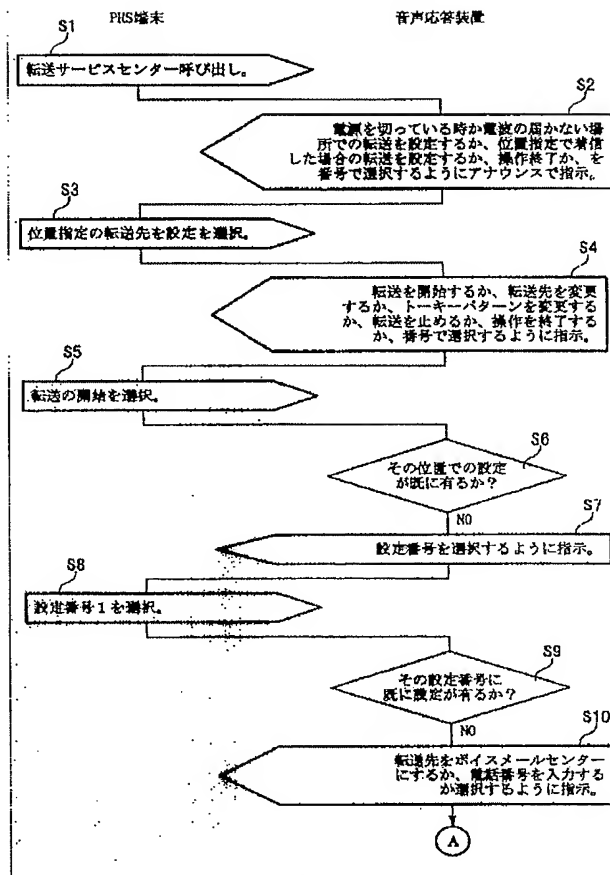 PHS端末
音声応答装置
S1
転送サービスセンター呼び出し。
S2
電源を切っている時か電波の届かない場
所での転送を設定するか、位置指定で着信
した場合の転送を設定するか、操作終了か、を
番号で選択するようにアナウンスで指示。
S3
位置指定の転送先を設定を選択。
S4
転送を開始するか、転送先を変更
するか、トーキーパターンを変更する
か、転送を止めるか、操作を終了する
か、番号で選択するように指示。
S5
転送の開始を選択。
S6
その位置での設定
が既に有るか?
NO
S7
設定番号を選択するように指示。
S8
設定番号1を選択。
S9
その設定番号に
既に設定が有るか?
NO
S10
転送先をボイスメールセンター
にするか、電話番号を入力する
か選択するように指示。
A